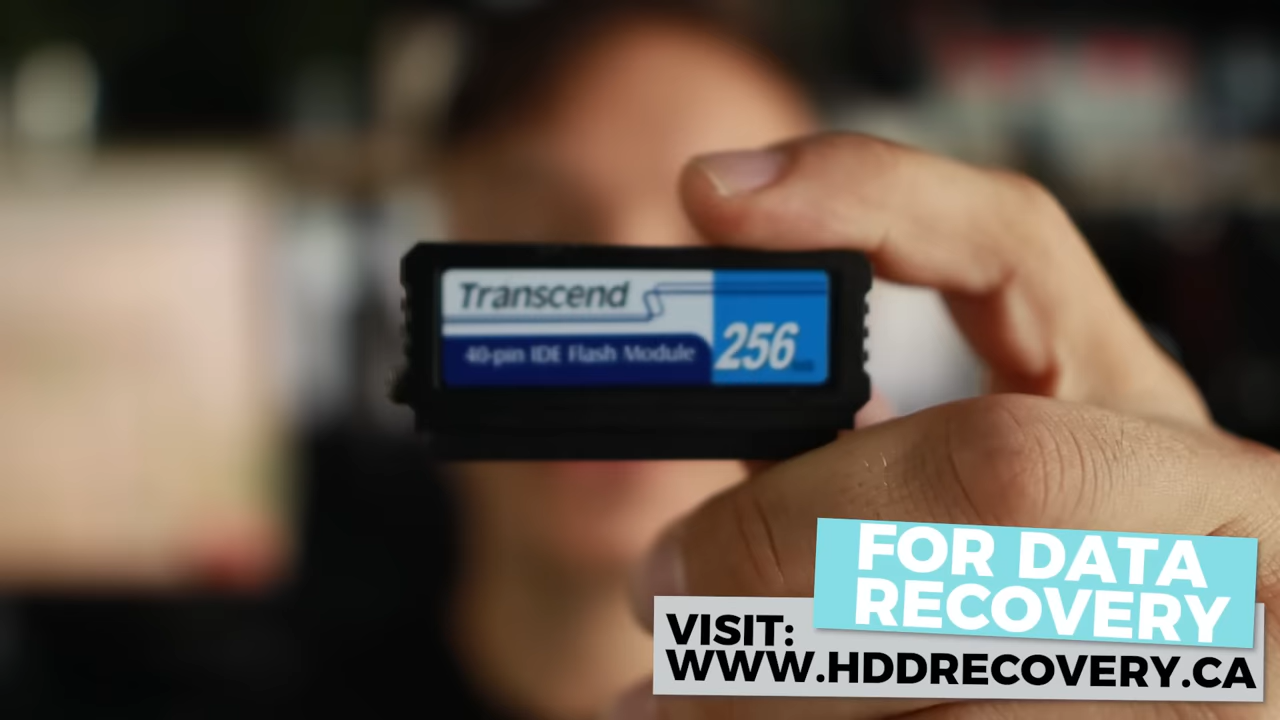 Transcend
40-pin IDE Flash Module
256
FOR DATA
RECOVERY
VISIT:
WWW.HDDRECOVERY.CA